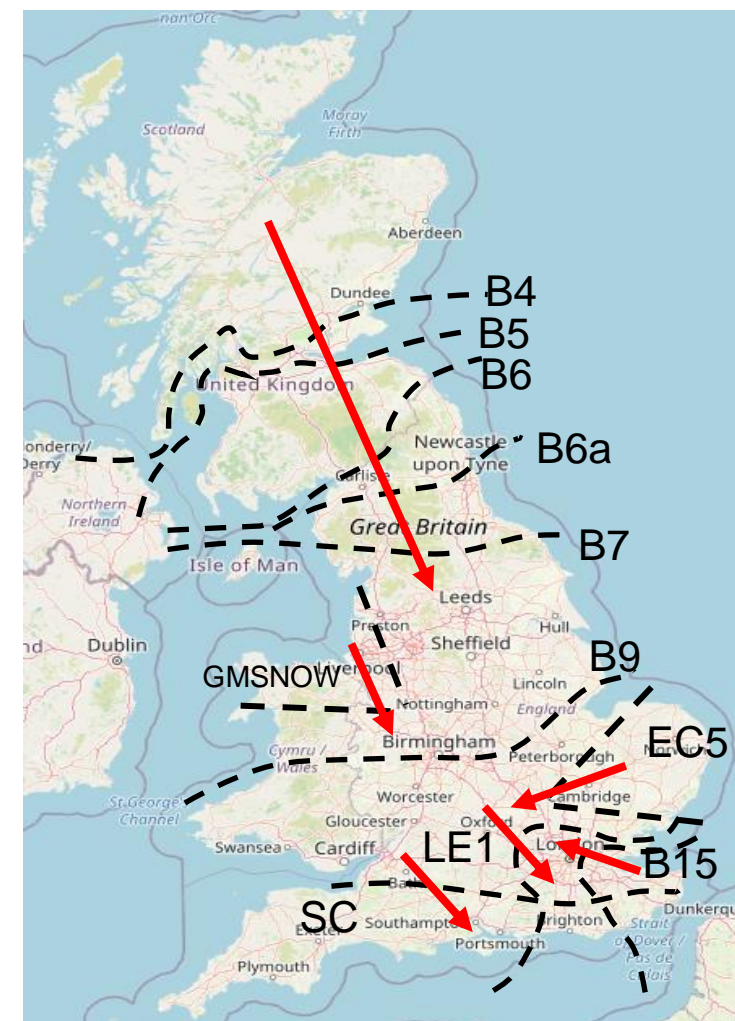 nan Orc
Moray
Firth
Scotland
Aberdeen
Dundee
B4
B5
United Kingdom
B6
Newcastle
upon Tyne
B6a
onderry/
Derry
Carlisle
Northern
Ireland
Great Britain
B7
Isle of Man
Leeds
Preston
Hull
nd
Dublin
Sheffield
Liverpool
B9
GMSNOW
Lincoln
Nottingham
England
Birmingham
EC5
Norwich
Cymru /
Wales
Peterborough
St George'
Channel
Worcester
Cambridge
Gloucester
Oxford
Swansea
Cardiff
LE1
London
B15
Bath
SC
Southampton
Brighton
Dunkerqu
Exeter
Portsmouth
Strait
of Dover /
Pas de
Calais
Plymouth